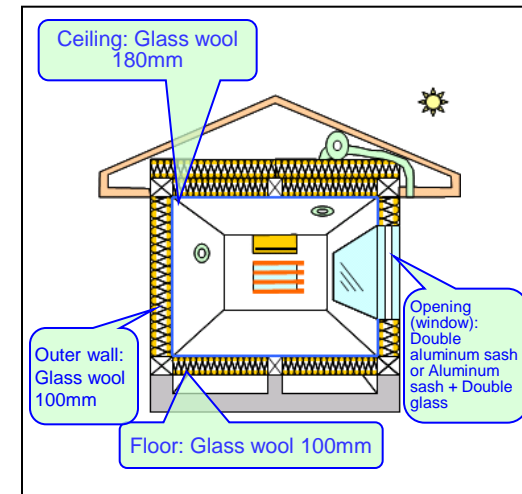 Ceiling: Glass wool
180mm
Opening
(window):
Double
aluminum sash
or Aluminum
sash + Double
glass
Outer wall:
Glass wool
100mm
Floor: Glass wool 100mm